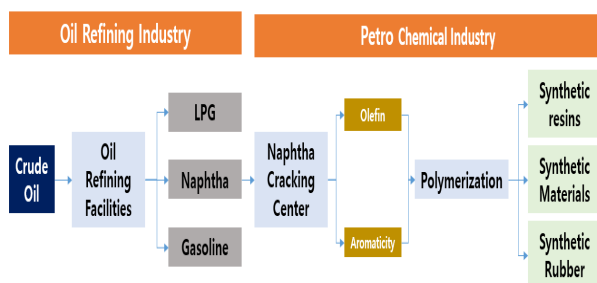 Oil Refining Industry
Petro Chemical Industry
Crude
Oil
Oil
Refining
Facilities
LPG
Naphtha
Gasoline
Naphtha
Cracking
Center
Olefin
Aromaticity
Polymerization
Synthetic
resins
Synthetic
Materials
Synthetic
Rubber